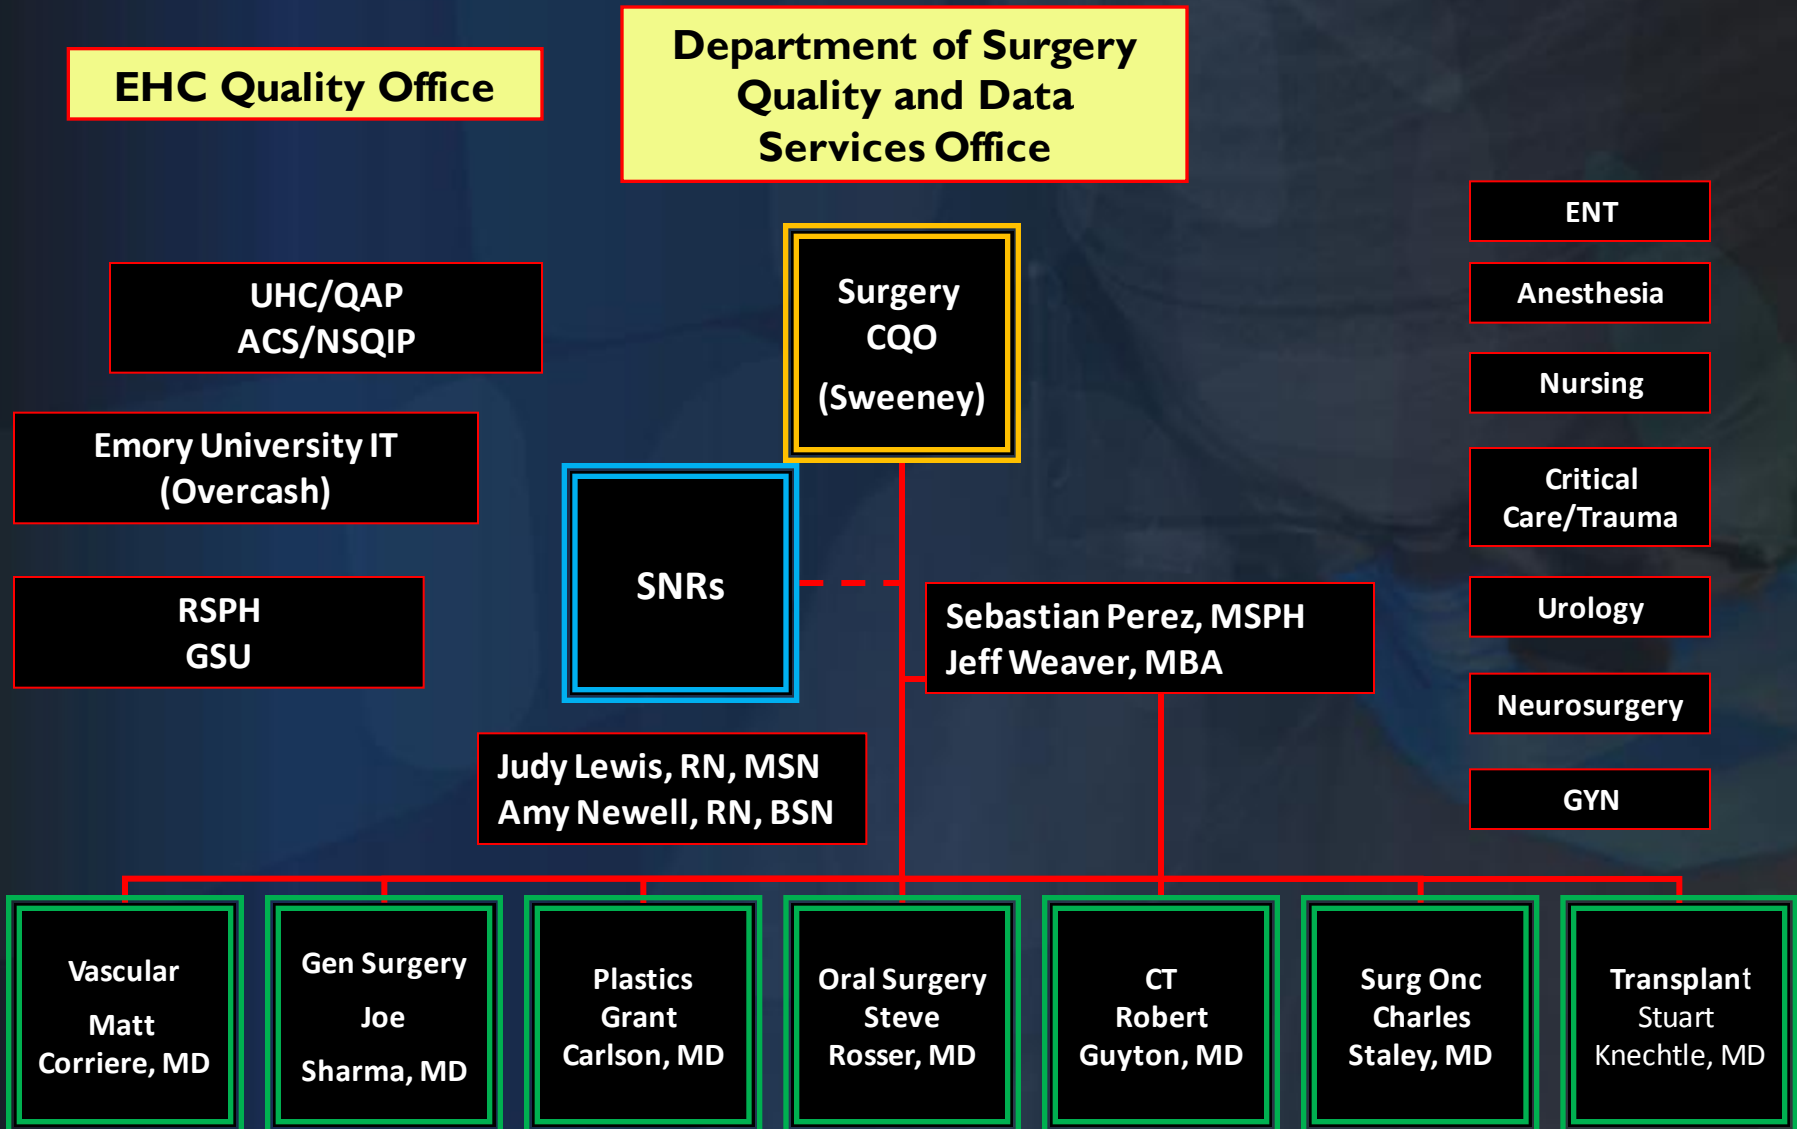 EHC Quality Office
Department of Surgery
Quality and Data
Services Office
UHC/QAP
ACS/NSQIP
Emory University IT
(Overcash)
RSPH
GSU
Surgery
CQO
(Sweeney)
SNRs
Sebastian Perez, MSPH
Jeff Weaver, MBA
Judy Lewis, RN, MSN
Amy Newell, RN, BSN
ENT
Anesthesia
Nursing
Critical
Care/Trauma
Urology
Neurosurgery
GYN
Vascular
Matt
Corriere, MD
Gen Surgery
Joe
Sharma, MD
Plastics
Grant
Carlson, MD
Oral Surgery
Steve
Rosser, MD
CT
Robert
Guyton, MD
Surg Onc
Charles
Staley, MD
Transplant
Stuart
Knechtle, MD